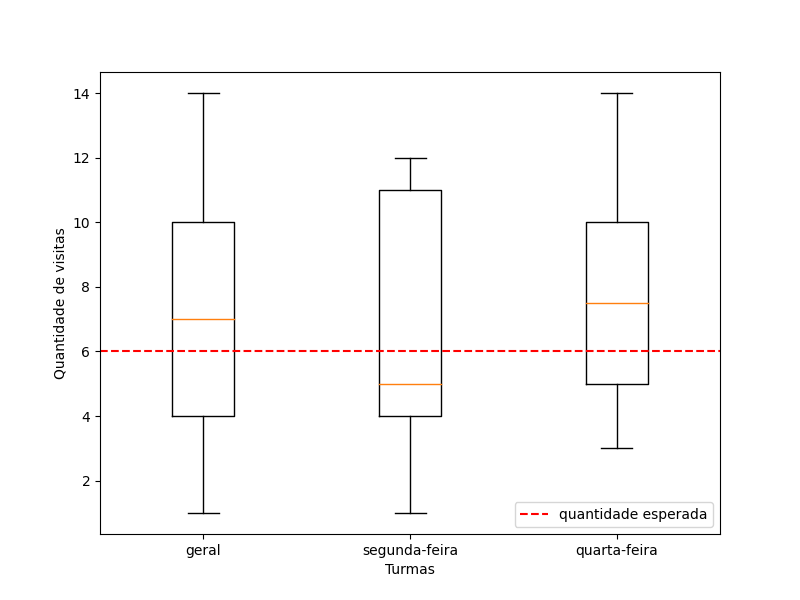 Quantidade de visitas
14
12
10
8
6
4
2
quantidade esperada
geral
segunda-feira
quarta-feira
Turmas